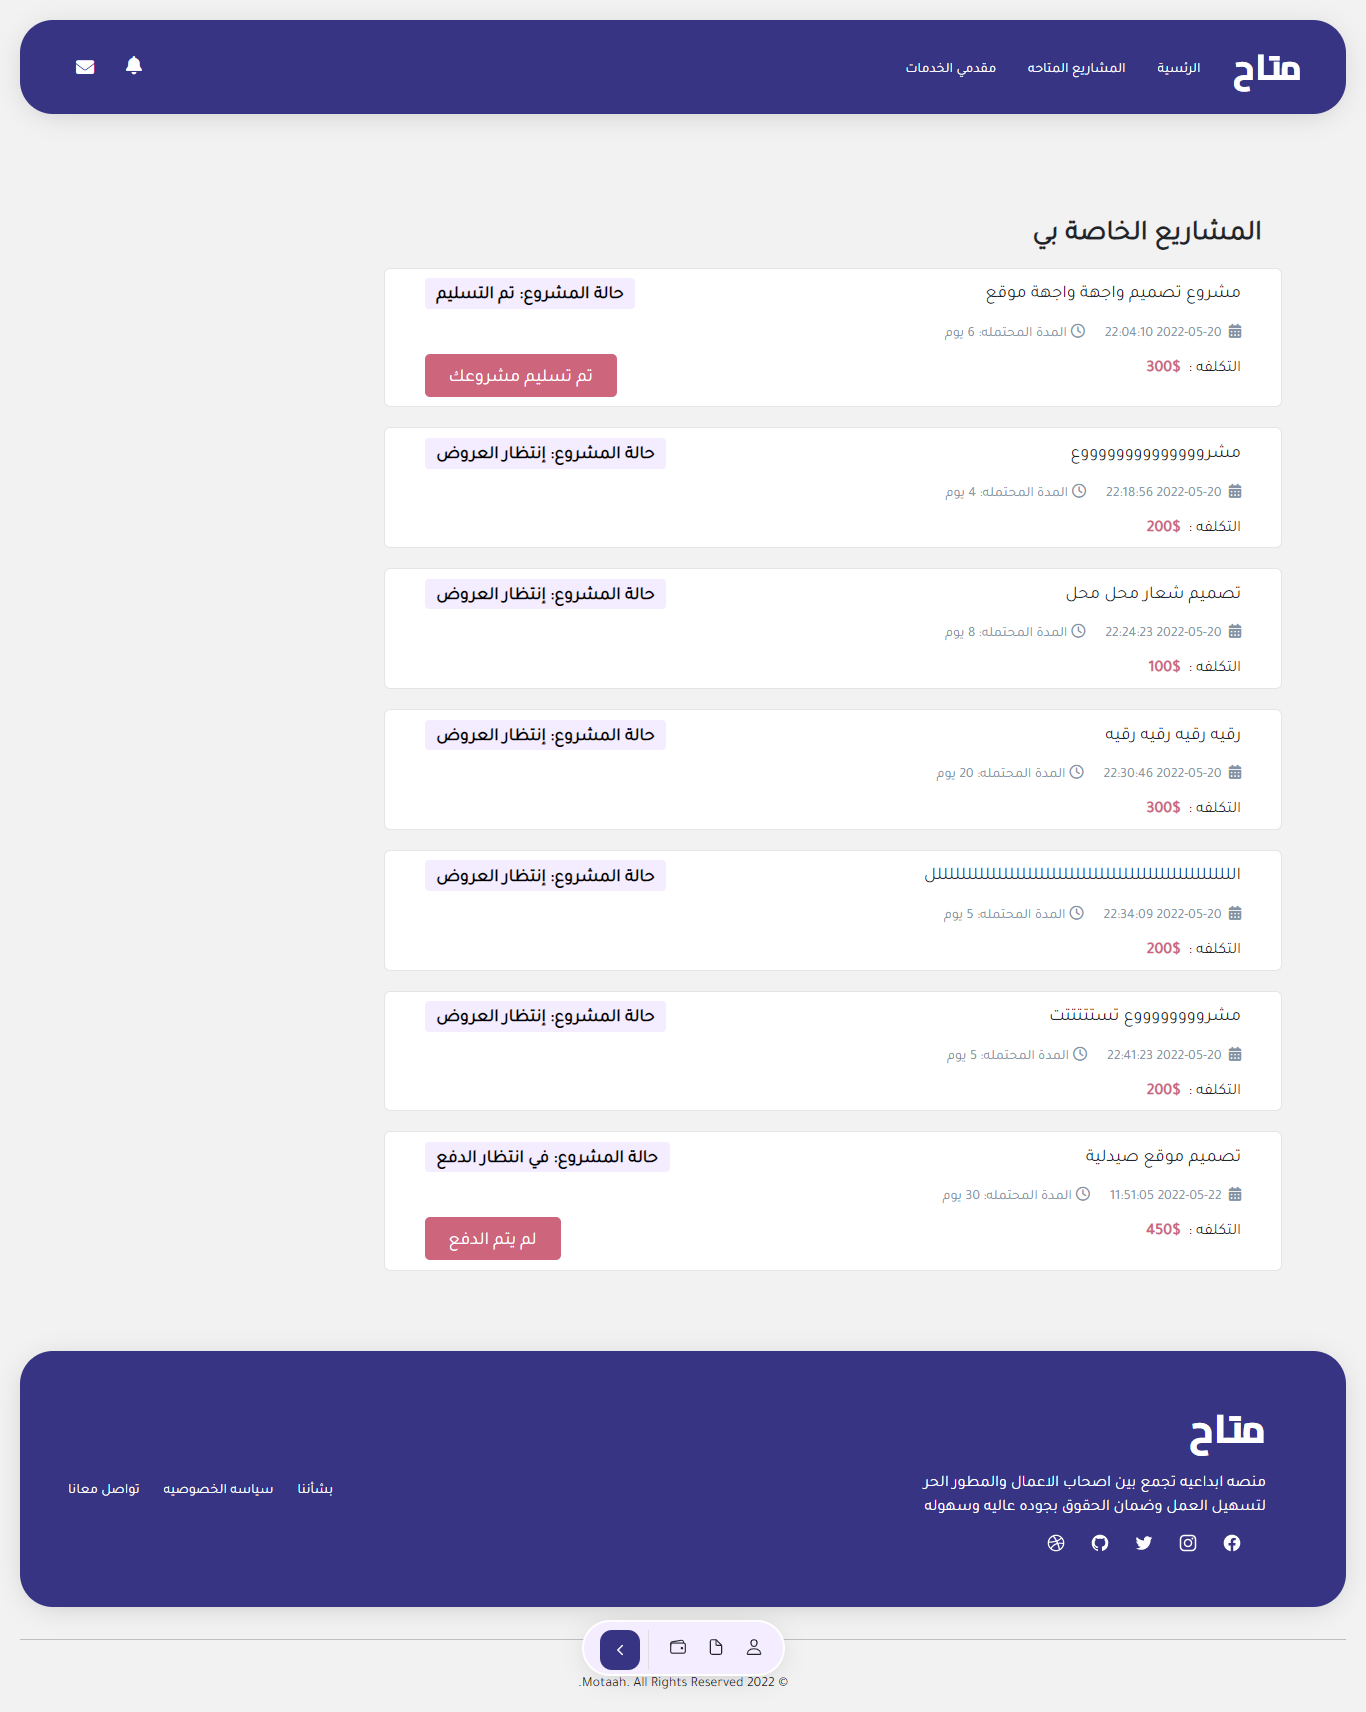 متاح
الرئسية
المشاريع المتاحه
مقدمي الخدمات
المشاريع الخاصة بي
مشروع تصميم واجهة واجهة موقع
حالة المشروع: تم التسليم
2022-05-20 22:04:10
المدة المحتمله: 6 يوم
التكلفه : 300$
تم تسليم مشروعك
مشرووووووووووووووع
حالة المشروع: إنتظار العروض
2022-05-20 22:18:56
المدة المحتمله: 4 يوم
التكلفه : 200$
تصميم شعار محل محل
حالة المشروع: إنتظار العروض
2022-05-20 22:24:23
المدة المحتمله: 8 يوم
التكلفه : 100$
رقيه رقيه رقيه رقيه
حالة المشروع: إنتظار العروض
2022-05-20 22:30:46
المدة المحتمله: 20 يوم
التكلفه : 300$
حالة المشروع: إنتظار العروض
2022-05-20 22:34:09
المدة المحتمله: 5 يوم
التكلفه : 200$
مشرووووووووع تستتتتتت
حالة المشروع: إنتظار العروض
2022-05-20 22:41:23
المدة المحتمله: 5 يوم
التكلفه : 200$
تصميم موقع صيدلية
حالة المشروع: في انتظار الدفع
2022-05-22 11:51:05
المدة المحتمله: 30 يوم
التكلفه : 450$
لم يتم الدفع
متاح
منصه ابداعيه تجمع بين اصحاب الاعمال والمطور الحر
لتسهيل العمل وضمان الحقوق بجوده عاليه وسهوله
بشأننا
سياسه الخصوصيه
تواصل معانا
© 2022 Motaah. All Rights Reserved.